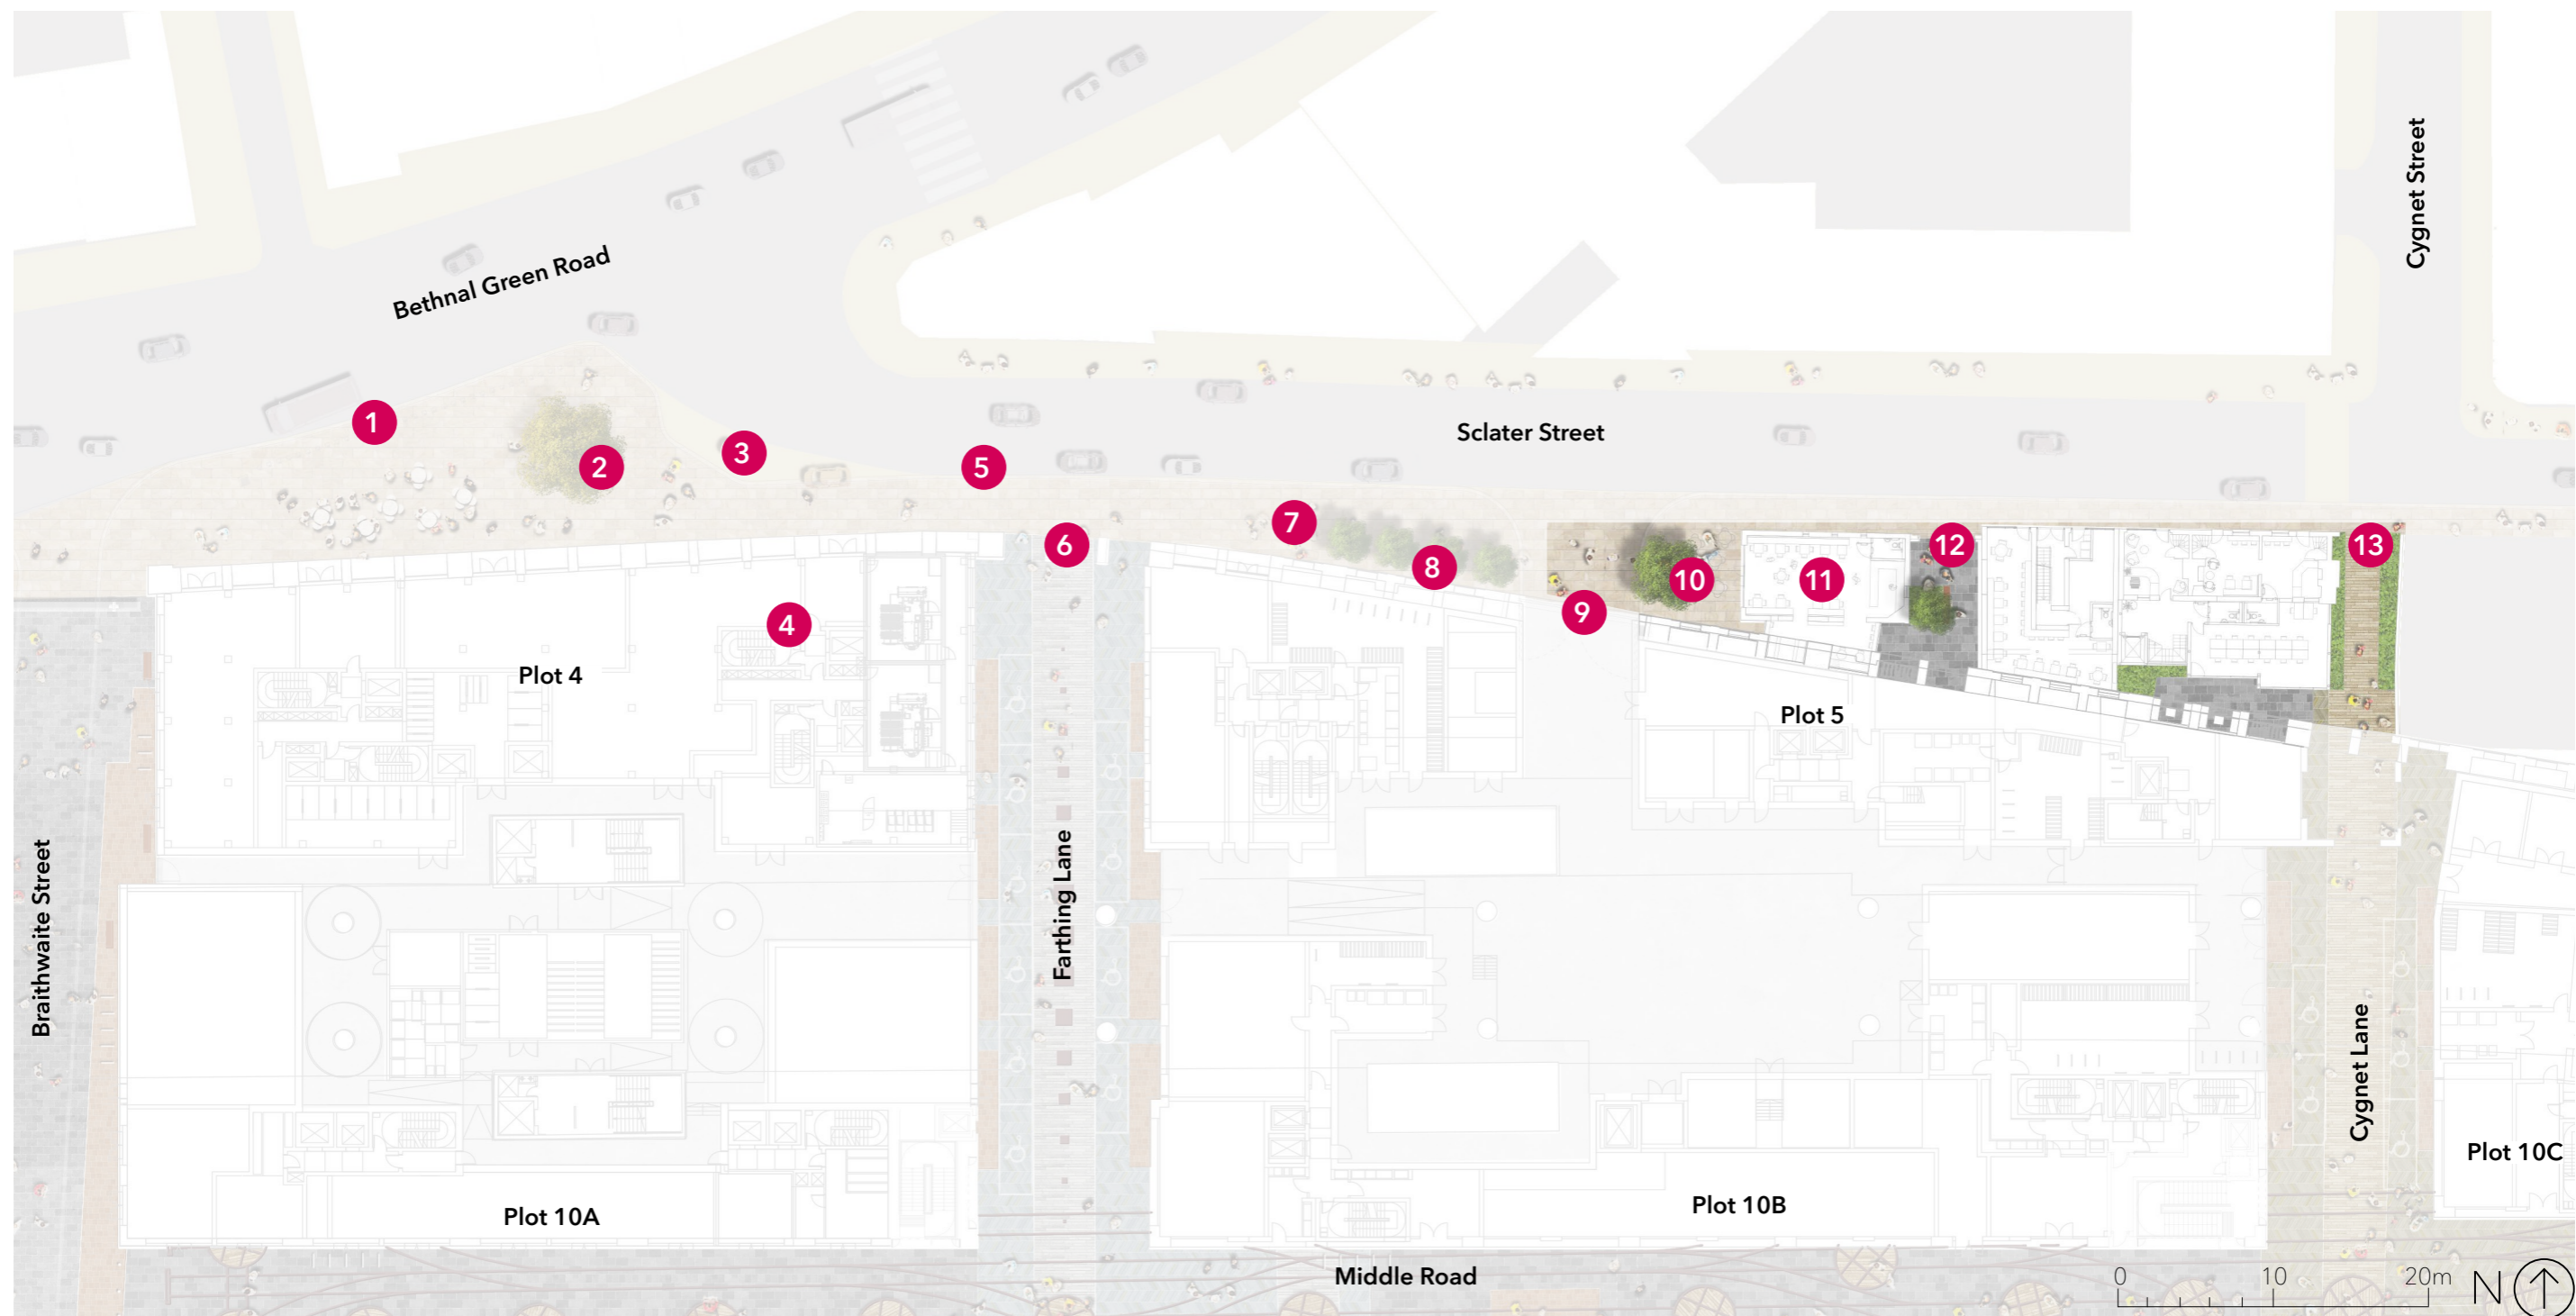 Cygnet Street
Bethnal Green Road
1
2
3
5
Sclater Street
7
6
8
10
11
12
13
9
4
Plot 4
Plot 5
Braithwaite Street
Farthing Lane
Cygnet Lane
Plot 10C
Plot 10A
Plot 10B
Middle Road
0 10 20m N